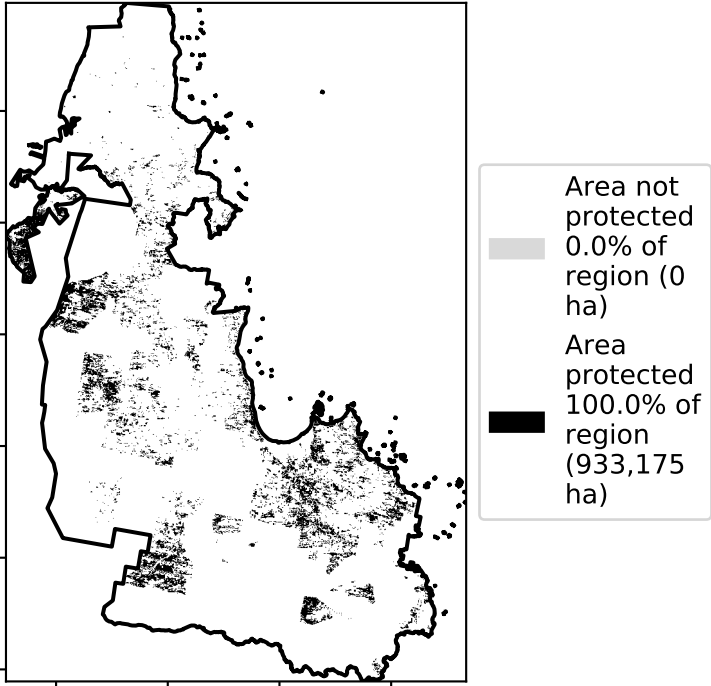 Area not
protected
0.0% of
region (0
ha)
Area
protected
100.0% of
region
(933,175
ha)